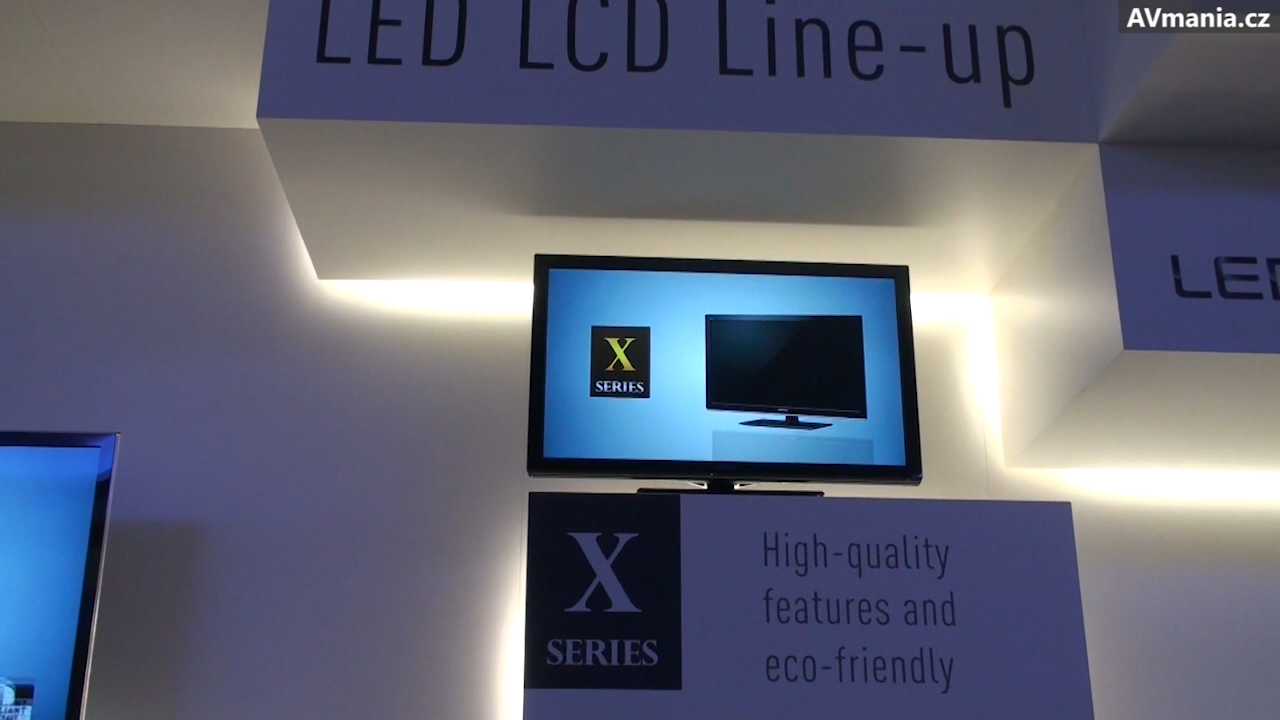 AVmania.cz
LED LCD Line-up
LED
X
SERIES
X
SERIES
High-quality
features and
eco-friendly